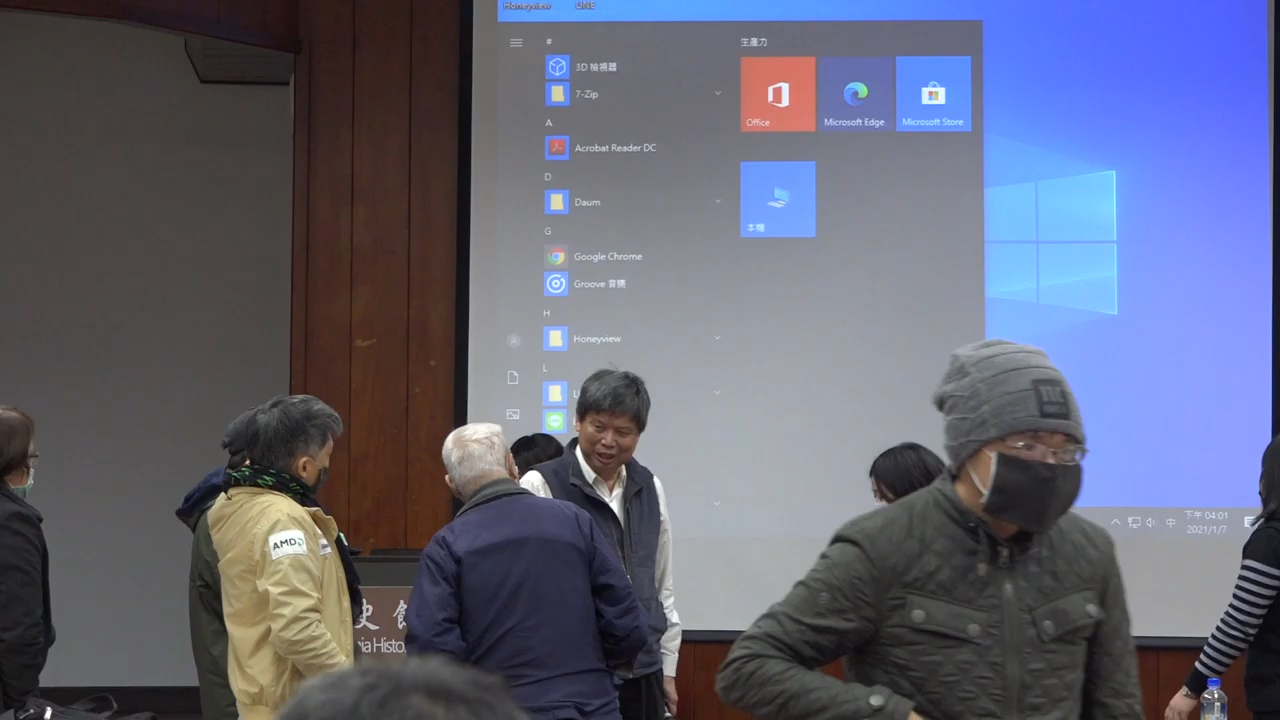 Honeyview
LINE
#
生產力
3D 檢視器
7-Zip
A
Office
Microsoft Edge
Microsoft Store
Acrobat Reader DC
D
Daum
本機
G
Google Chrome
Groove 音樂
H
Honeyview
L
中
下午 04:01
2021/1/7
AMD
史館